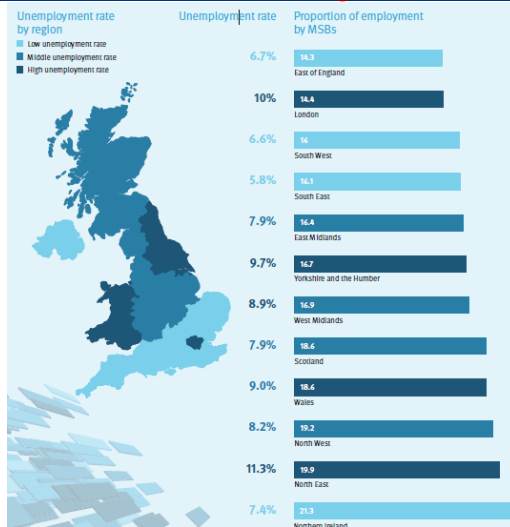 Unemployment rate
by region
Low unemployment rate
Middle unemployment rate
High unemployment rate
Unemployment rate
Proportion of employment
by MSBs
6.7%
14.3
East of England
10%
14.4
London
6.6%
16
South West
5.8%
16.1
South East
7.9%
16.4
East Midlands
9.7%
16.7
Yorkshire and the Humber
8.9%
16.9
West Midlands
7.9%
18.6
Scotland
9.0%
18.6
Wales
8.2%
19.2
North West
11.3%
19.9
North East
7.4%
21.3
Northern Ireland